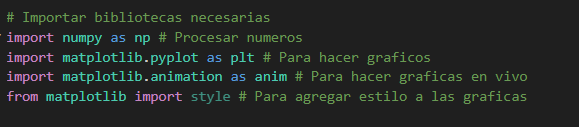 # Importar bibliotecas necesarias
import numpy as np # Procesar numeros
import matplotlib.pyplot as plt # Para hacer graficos
import matplotlib.animation as anim # Para hacer graficas en vivo
from matplotlib import style # Para agregar estilo a las graficas